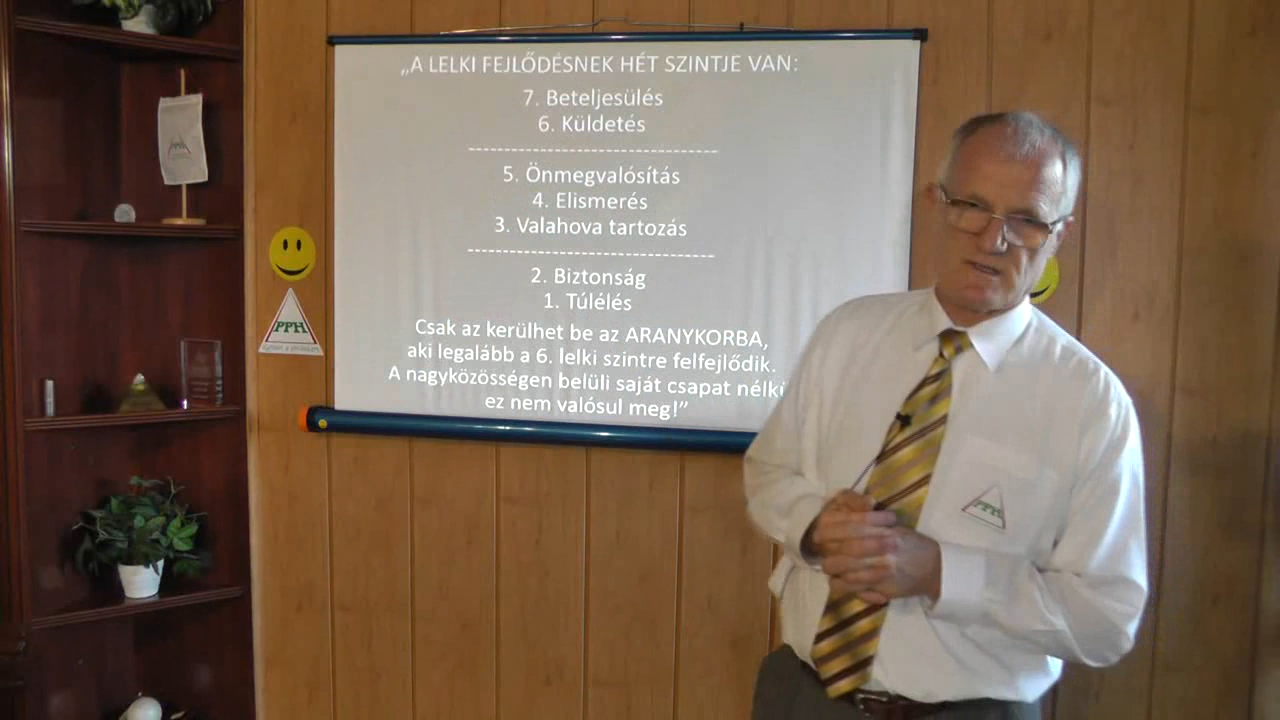 „A LELKI FEJLŐDÉSNEK HÉT SZINTJE VAN:
7. Beteljesülés
6. Küldetés
5. Önmegvalósítás
4. Elismerés
3. Valahova tartozás
2. Biztonság
1. Túlélés
Csak az kerülhet be az ARANYKORBA,
aki legalább a 6. lelki szintre felfejlődik.
A nagyközösségen belüli saját csapat nélkü
ez nem valósul meg!”
PPH
PPH
PPH